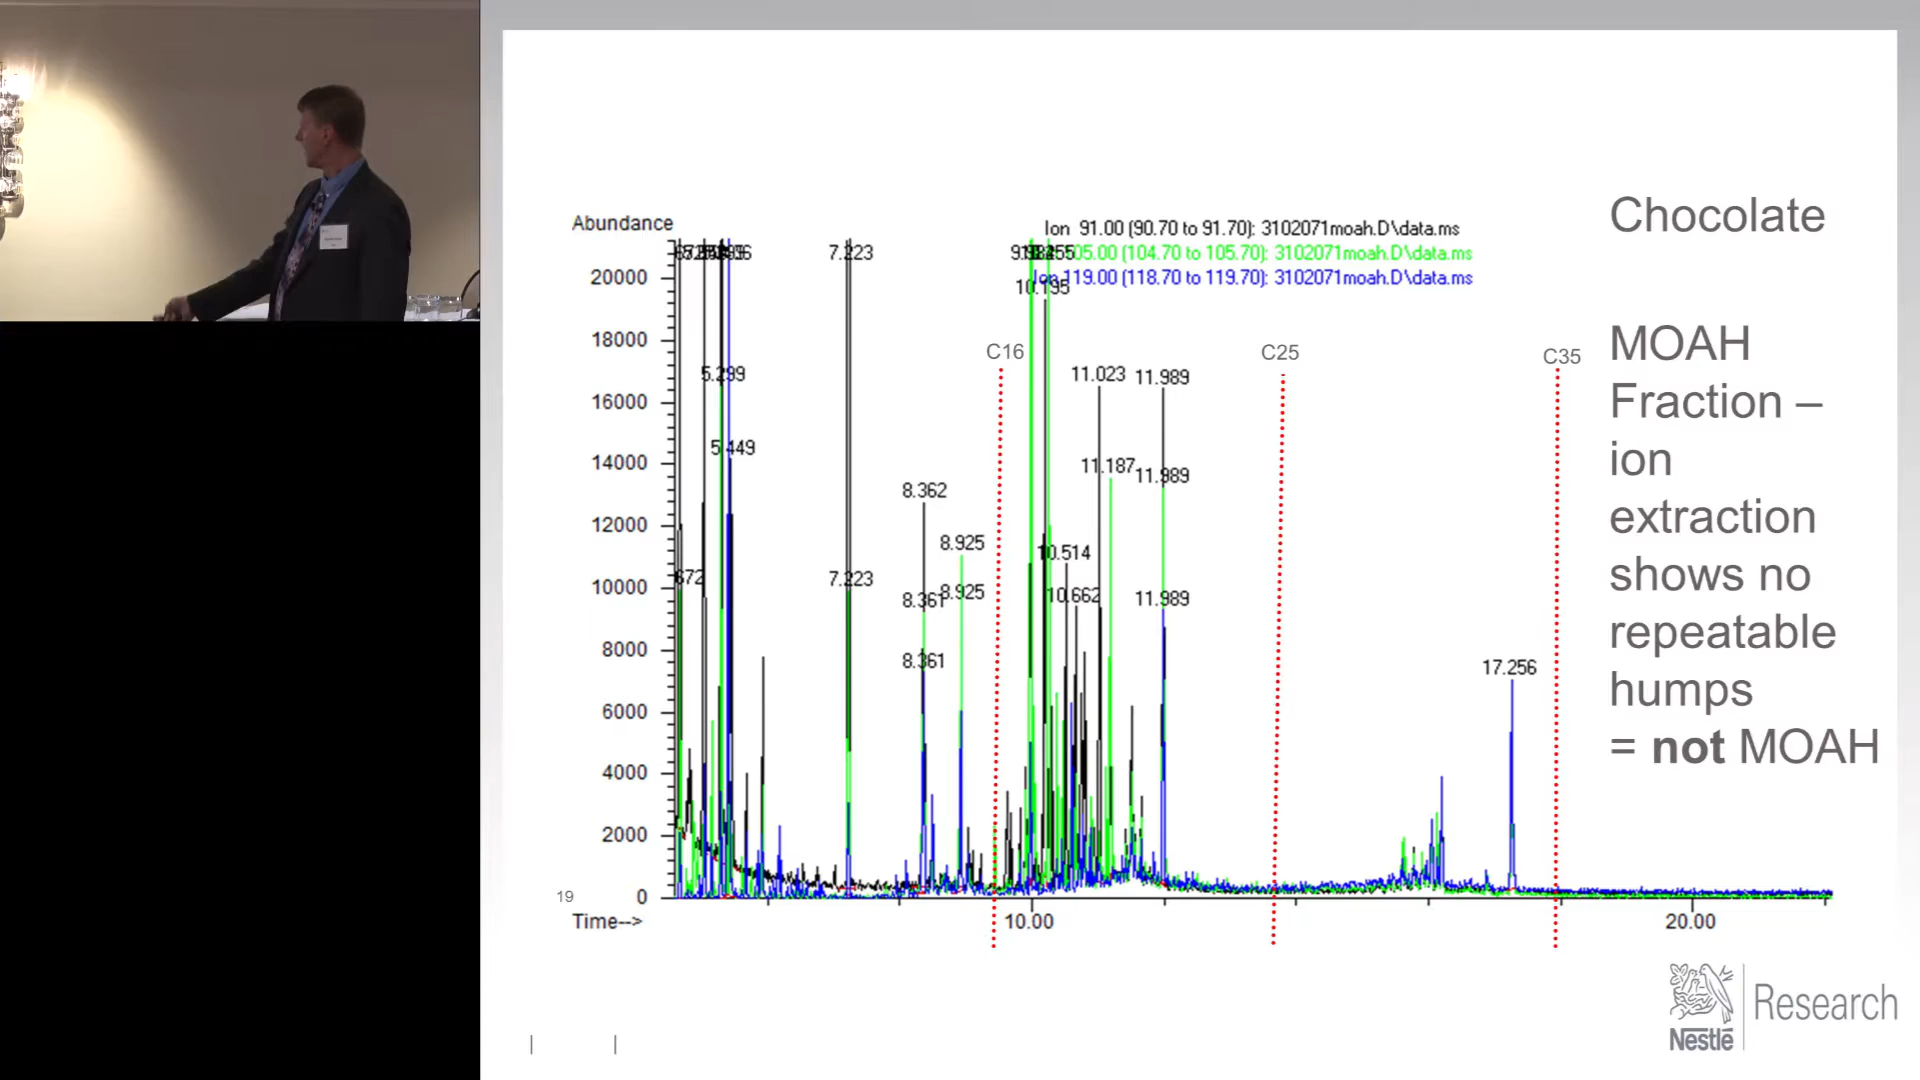 Chocolate
MOAH
Fraction –
ion
extraction
shows no
repeatable
humps
= not MOAH
Abundance
Ion 91.00 (90.70 to 91.70): 3102071moah.D\data.ms
05.00 (104.70 to 105.70): 3102071moah.D\data.ms
Ion 119.00 (118.70 to 119.70): 3102071moah.D\data.ms
7.223
10.195
20000
18000
16000
14000
12000
10000
8000
6000
4000
2000
0
C16
C25
C35
5.299
11.023
11.989
5.449
11.187
11.989
8.362
8.925
10.514
672
7.223
8.361
8.925
10.662
11.989
8.361
17.256
19
Time-->
10.00
20.00
Nestlé
Research